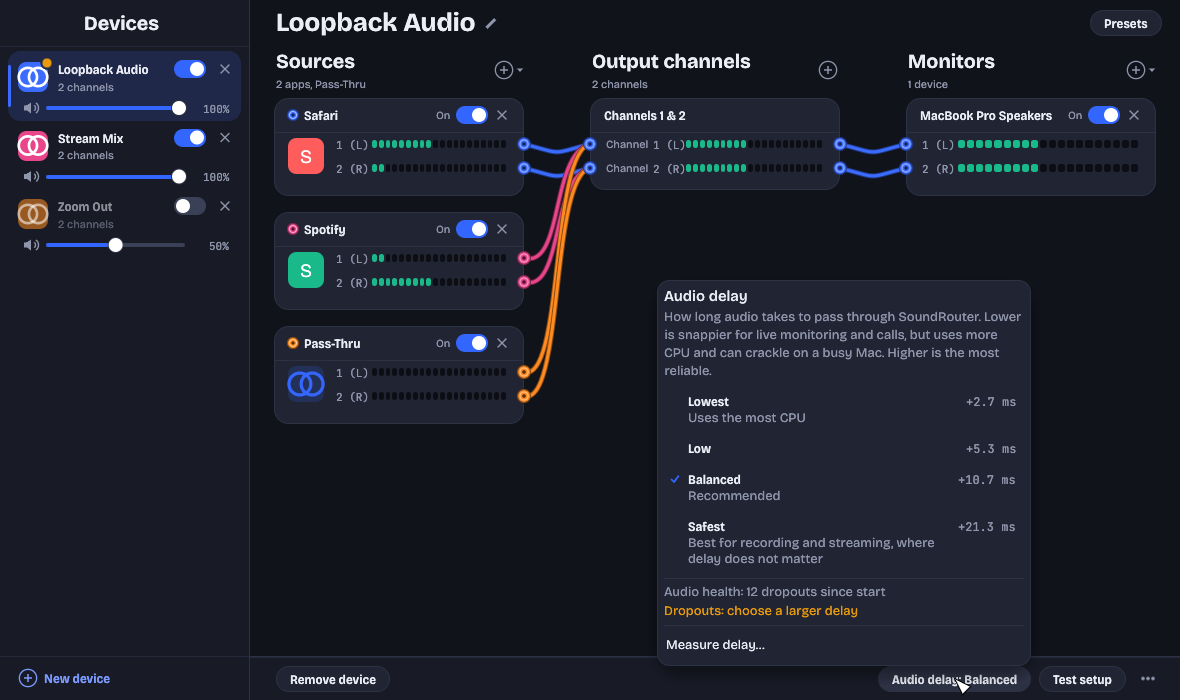 Devices
Loopback Audio
2 channels
100%
Stream Mix
2 channels
100%
Zoom Out
2 channels
50%
New device
Loopback Audio
Presets
Sources
2 apps, Pass-Thru
Output channels
2 channels
Monitors
1 device
Safari
On
S
1 (L)
2 (R)
Spotify
On
S
1 (L)
2 (R)
Pass-Thru
On
1 (L)
2 (R)
Channels 1 & 2
Channel 1 (L)
Channel 2 (R)
MacBook Pro Speakers
On
1 (L)
2 (R)
Audio delay
How long audio takes to pass through SoundRouter. Lower
is snappier for live monitoring and calls, but uses more
CPU and can crackle on a busy Mac. Higher is the most
reliable.
Lowest +2.7 ms
Uses the most CPU
Low +5.3 ms
Balanced +10.7 ms
Recommended
Safest +21.3 ms
Best for recording and streaming, where
delay does not matter
Audio health: 12 dropouts since start
Dropouts: choose a larger delay
Measure delay...
Remove device
Audio delay: Balanced
Test setup